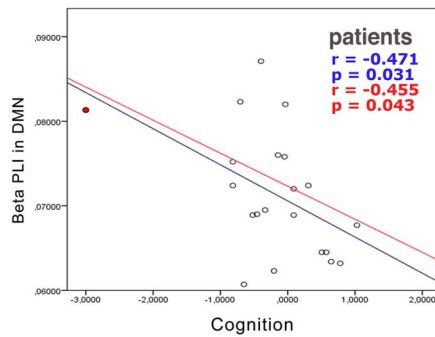 patients
r = -0.471
p = 0.031
r = -0.455
p = 0.043
Beta PLI in DMN
,09000
,08000
,07000
,06000
-3,0000 -2,0000 -1,0000 ,0000 1,0000 2,0000
Cognition